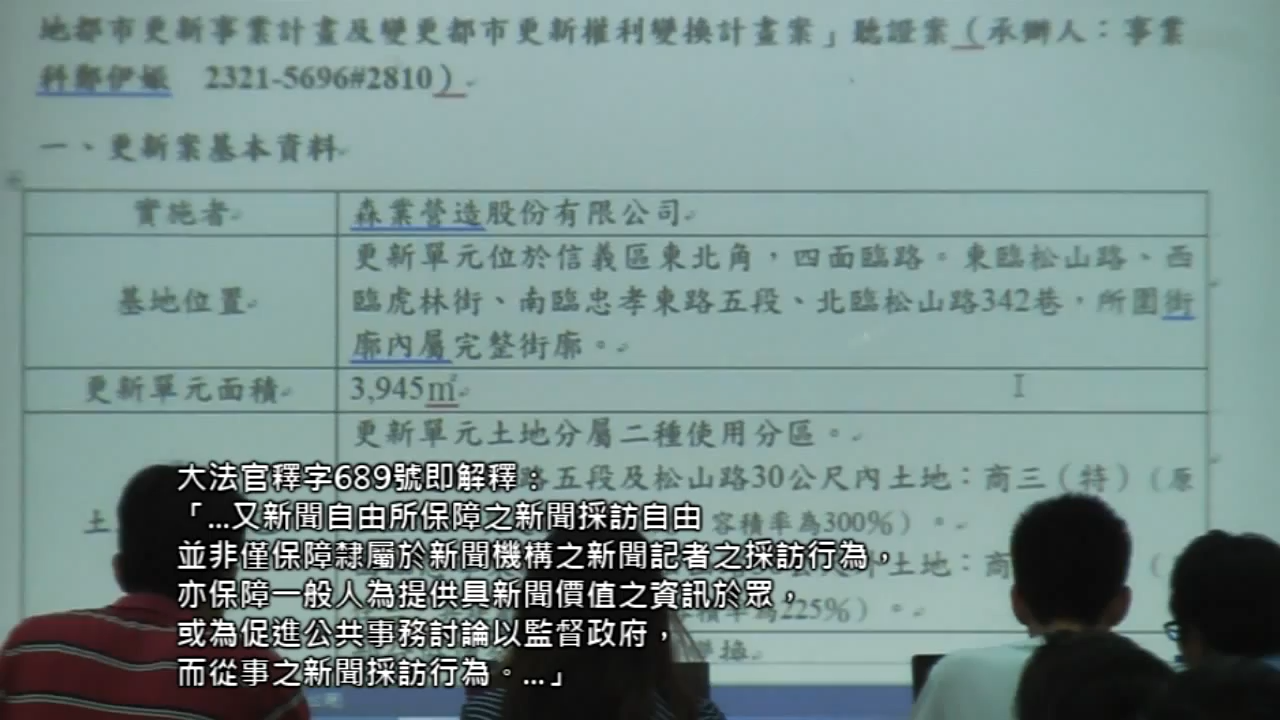 地都市更新事業計畫及變更都市更新權利變換計畫案」聽證案（承辦人：事業
科鄭伊 2321-5696#2810）
一、更新案基本資料
實施者
森業營造股份有限公司
基地位置
更新單元位於信義區東北角，四面臨路。東臨松山路、西
臨虎林街、南臨忠孝東路五段、北臨松山路342巷，所圍街
廓內屬完整街廓。
更新單元面積
3,945㎡
土
更新單元土地分屬二種使用分區。
路五段及松山路30公尺內土地：商三（特）（原
容積率為300%）。
土地：商
積率為225%）。
大法官釋字689號即解釋：
「...又新聞自由所保障之新聞採訪自由
並非僅保障隸屬於新聞機構之新聞記者之採訪行為，
亦保障一般人為提供具新聞價值之資訊於眾，
或為促進公共事務討論以監督政府，
而從事之新聞採訪行為。...」